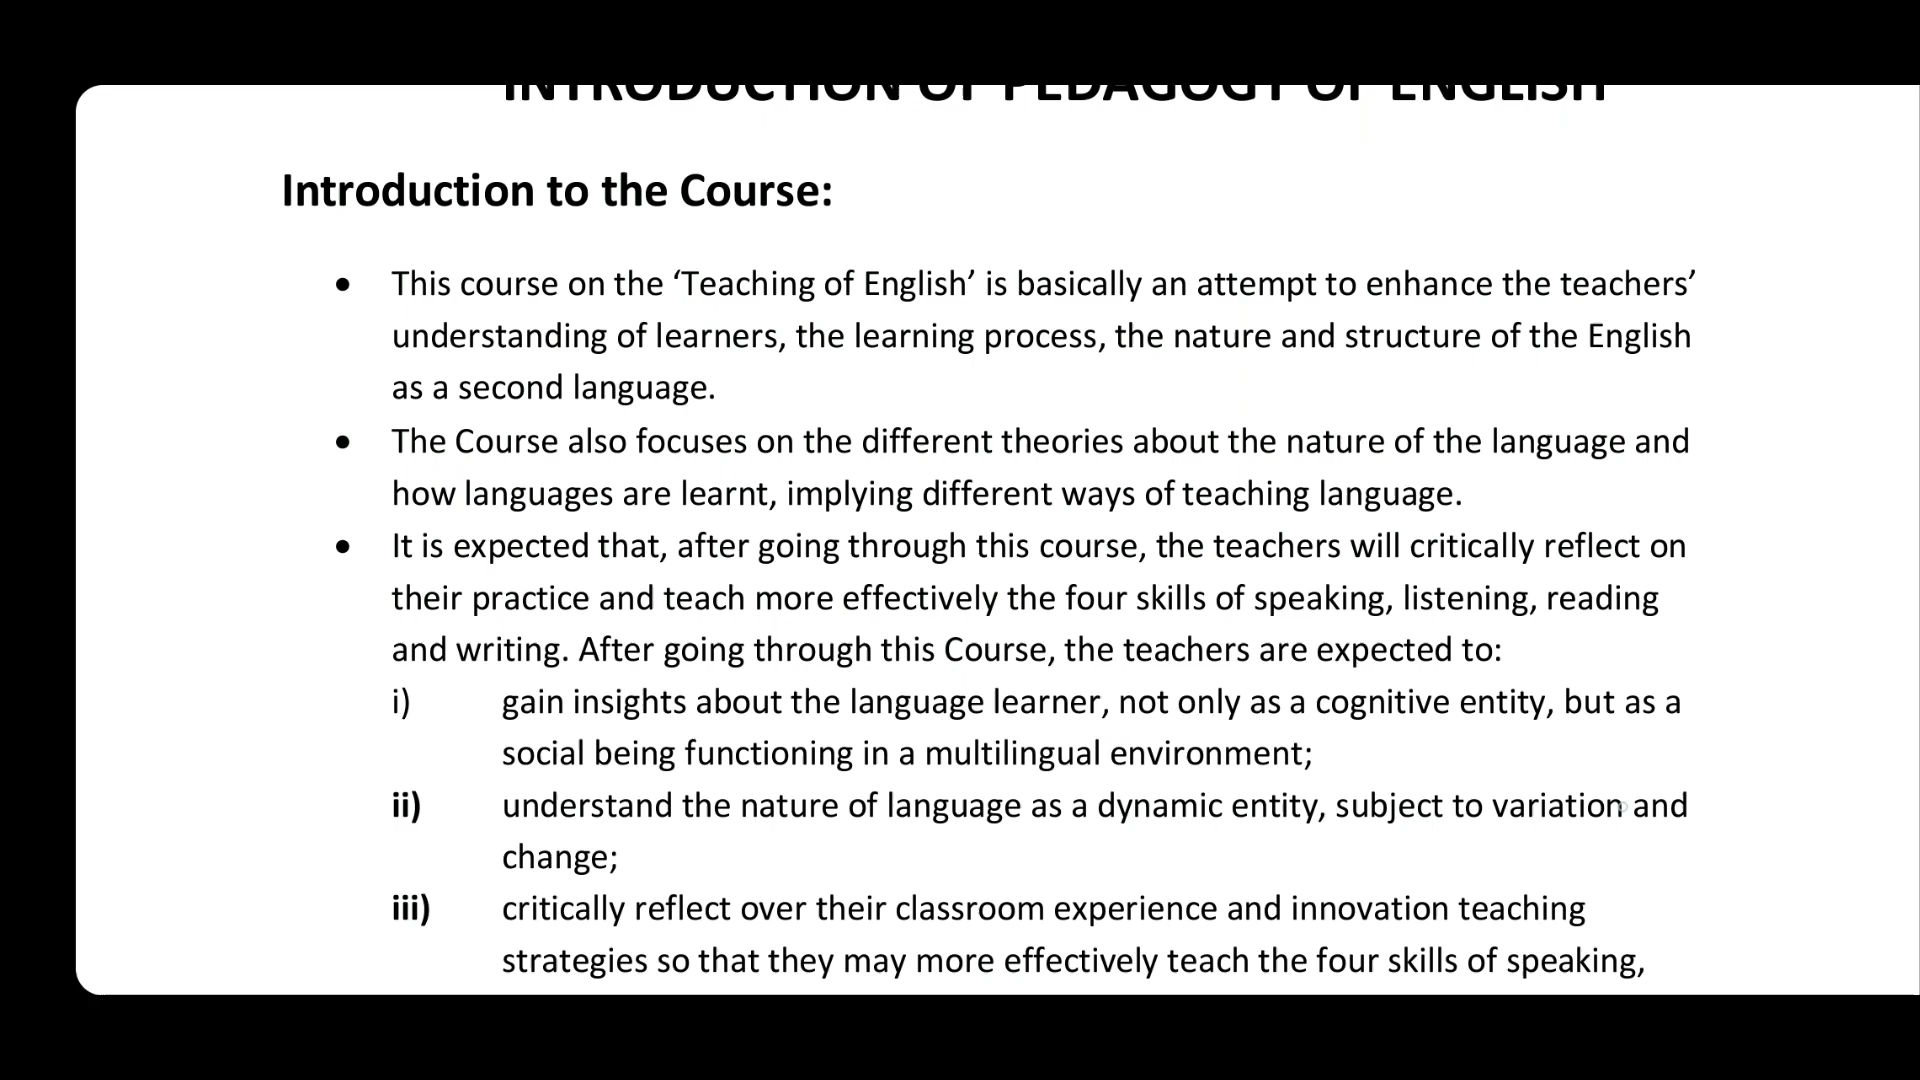 INTRODUCTION OF PEDAGOGY OF ENGLISH
Introduction to the Course:
• This course on the ‘Teaching of English’ is basically an attempt to enhance the teachers’
understanding of learners, the learning process, the nature and structure of the English
as a second language.
• The Course also focuses on the different theories about the nature of the language and
how languages are learnt, implying different ways of teaching language.
• It is expected that, after going through this course, the teachers will critically reflect on
their practice and teach more effectively the four skills of speaking, listening, reading
and writing. After going through this Course, the teachers are expected to:
i) gain insights about the language learner, not only as a cognitive entity, but as a
social being functioning in a multilingual environment;
ii) understand the nature of language as a dynamic entity, subject to variation and
change;
iii) critically reflect over their classroom experience and innovation teaching
strategies so that they may more effectively teach the four skills of speaking,